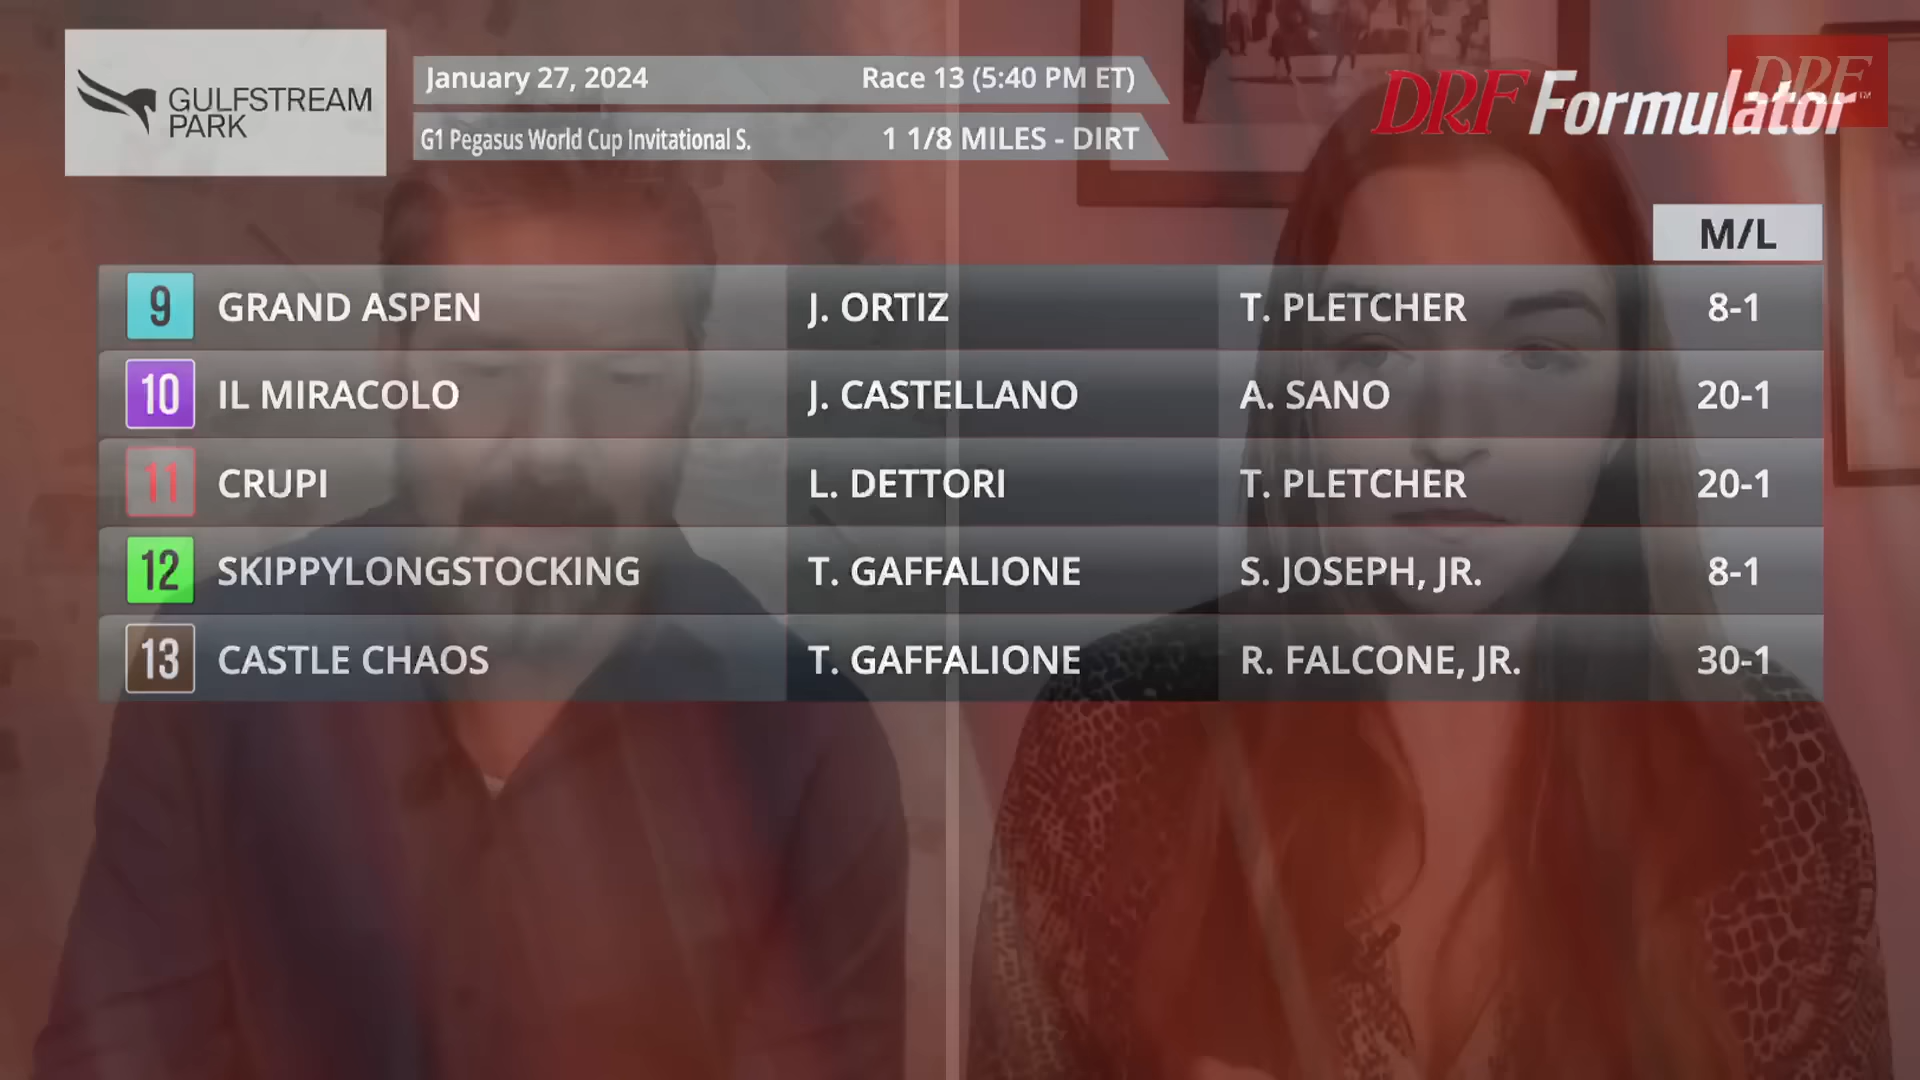 GULFSTREAM
PARK
January 27, 2024 Race 13 (5:40 PM ET)
G1 Pegasus World Cup Invitational S. 1 1/8 MILES - DIRT
DRF Formulator™
DRF
M/L
9 GRAND ASPEN J. ORTIZ T. PLETCHER 8-1
10 IL MIRACOLO J. CASTELLANO A. SANO 20-1
11 CRUPI L. DETTORI T. PLETCHER 20-1
12 SKIPPYLONGSTOCKING T. GAFFALIONE S. JOSEPH, JR. 8-1
13 CASTLE CHAOS T. GAFFALIONE R. FALCONE, JR. 30-1